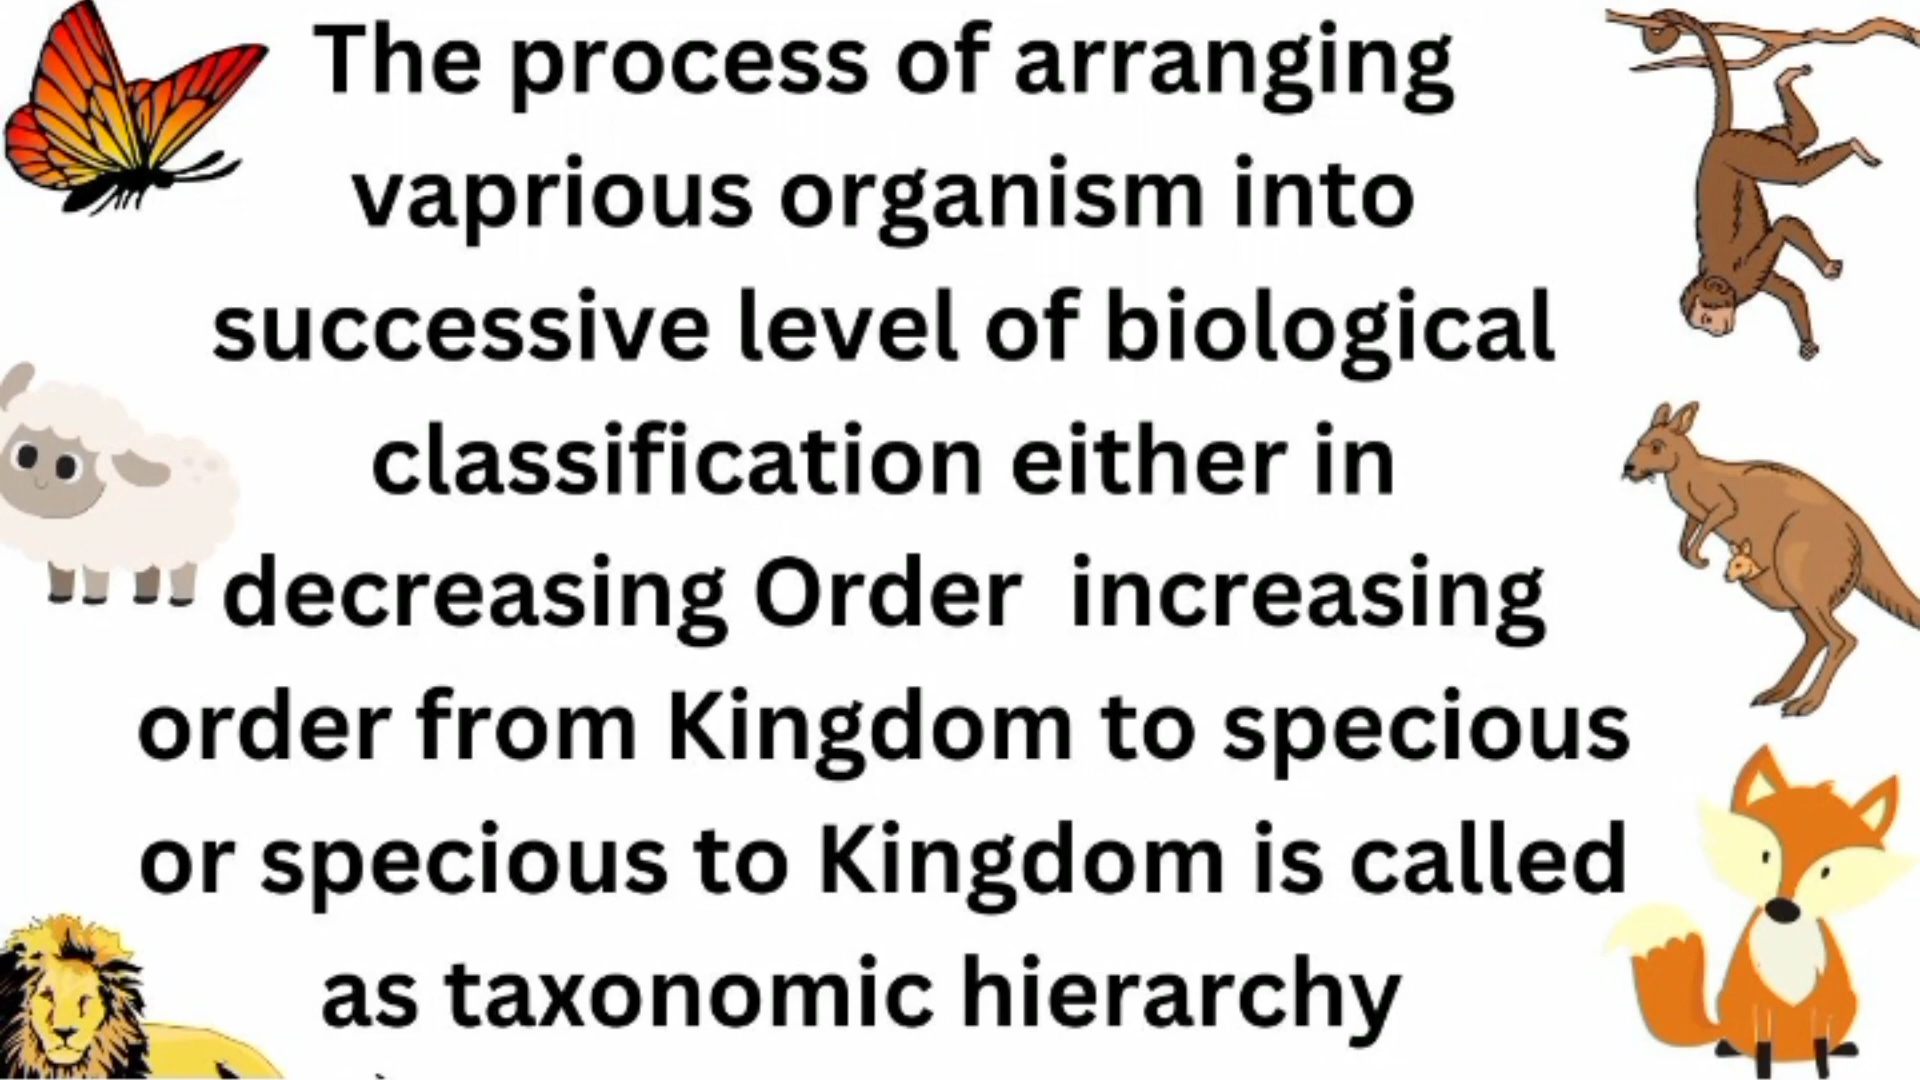 The process of arranging
vaprious organism into
successive level of biological
classification either in
decreasing Order  increasing
order from Kingdom to specious
or specious to Kingdom is called
as taxonomic hierarchy